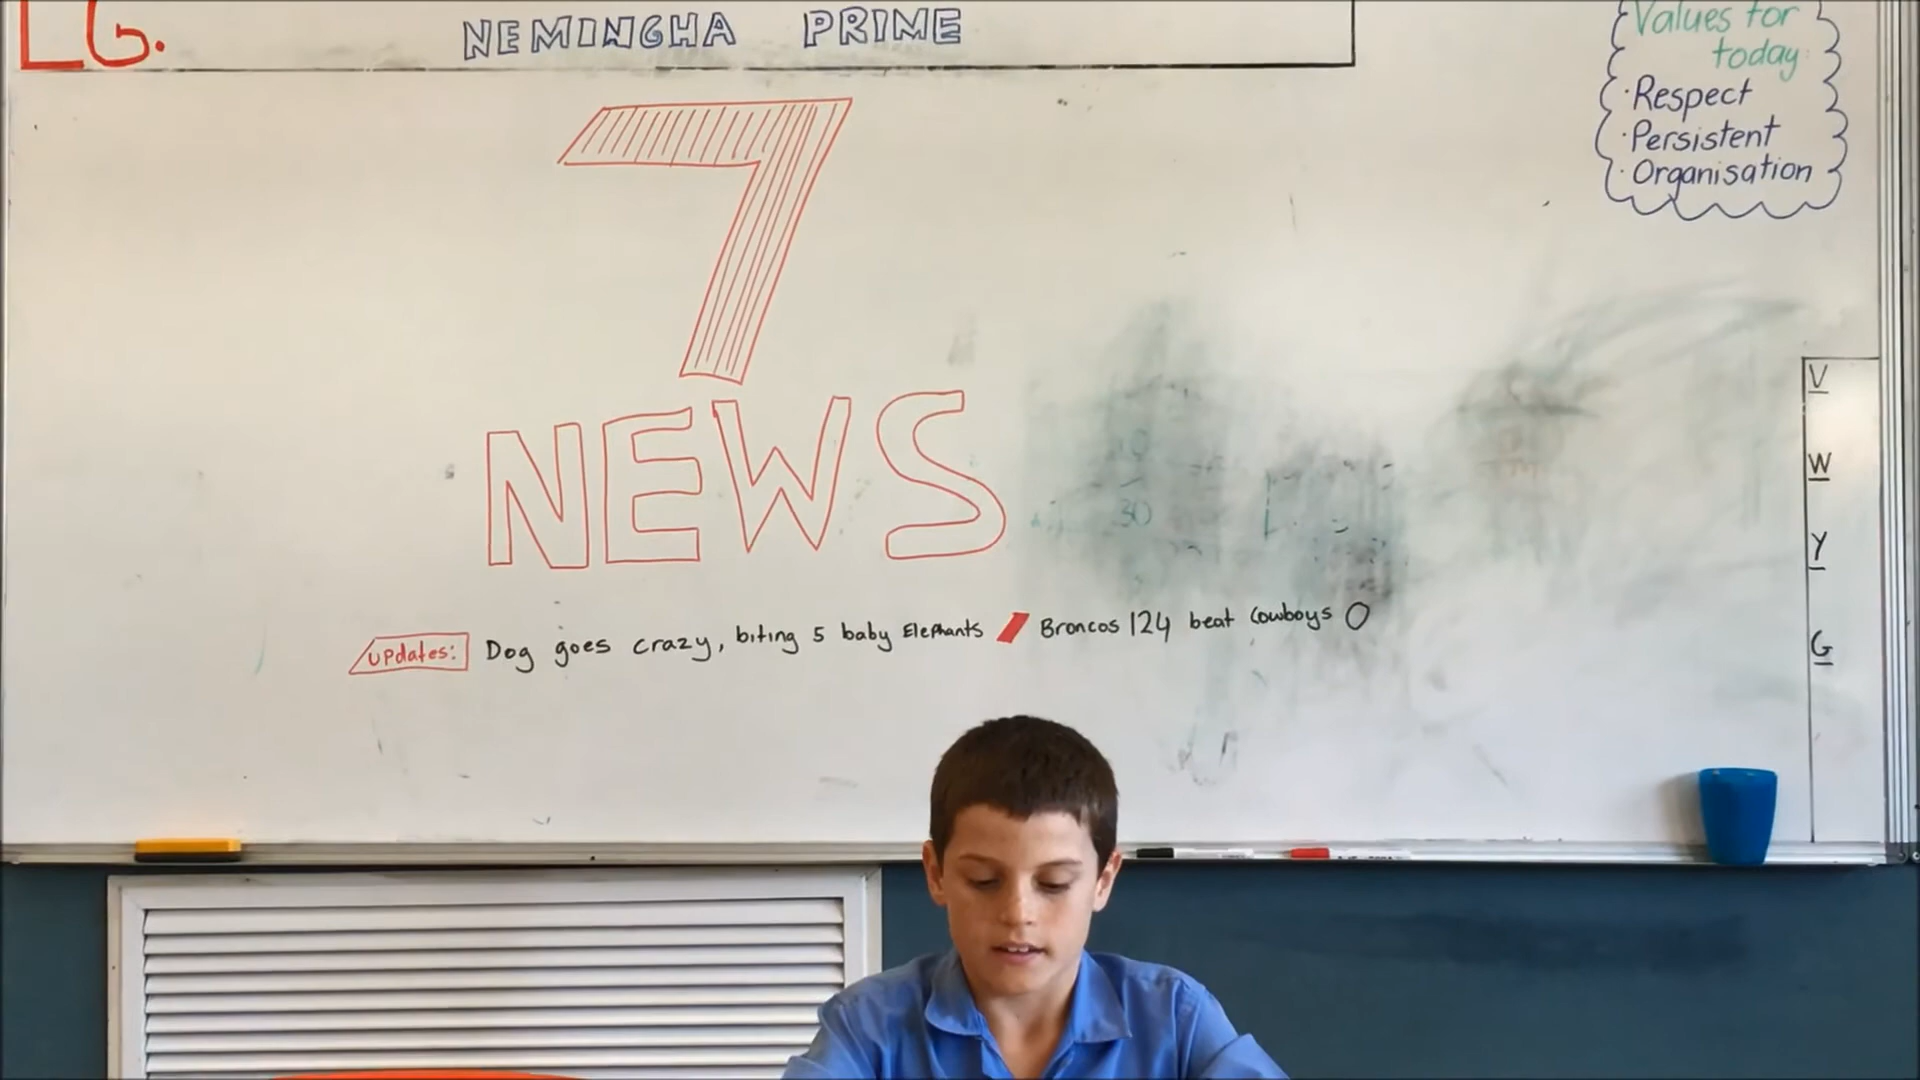 LG.
NEMINGHA PRIME
Values for
today
· Respect
· Persistent
· Organisation
7
NEWS
V
W
Y
G
30
updates: Dog goes crazy, biting 5 baby Elephants / Broncos 124 beat Cowboys 0